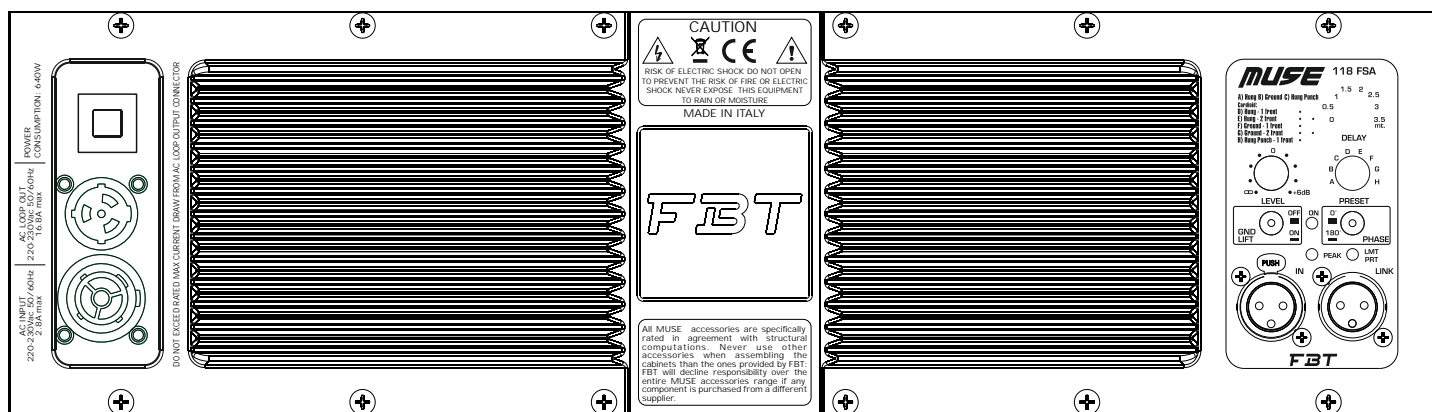 POWER
CONSUMPTION: 640W
AC LOOP OUT
220-230Vac 50/60Hz
16.8A max
AC INPUT
220-230Vac 50/60Hz
2.8A max
DO NOT EXCEED RATED MAX CURRENT DRAW FROM AC LOOP OUTPUT CONNECTOR
CAUTION
CE
RISK OF ELECTRIC SHOCK DO NOT OPEN
TO PREVENT THE RISK OF FIRE OR ELECTRIC
SHOCK NEVER EXPOSE THIS EQUIPMENT
TO RAIN OR MOISTURE
MADE IN ITALY
FBT
All MUSE accessories are specifically
rated in agreement with structural
computations. Never use other
accessories when assembling the
cabinets than the ones provided by FBT:
FBT will decline responsibility over the
entire MUSE accessories range if any
component is purchased from a different
supplier.
MUSE 118 FSA
A) Hung B) Ground C) Hung Punch
Cardioid:
D) Hung - 1 front
E) Hung - 2 front
F) Ground - 1 front
G) Ground - 2 front
H) Hung Punch - 1 front
0 0.5 1 1.5 2 2.5 3 3.5
mt.
DELAY
0
∞ +6dB
LEVEL
A B C D E F G H
PRESET
GND
LIFT
OFF
ON
ON
0°
180°
PHASE
PEAK
LMT
PRT
PUSH
IN
LINK
FBT